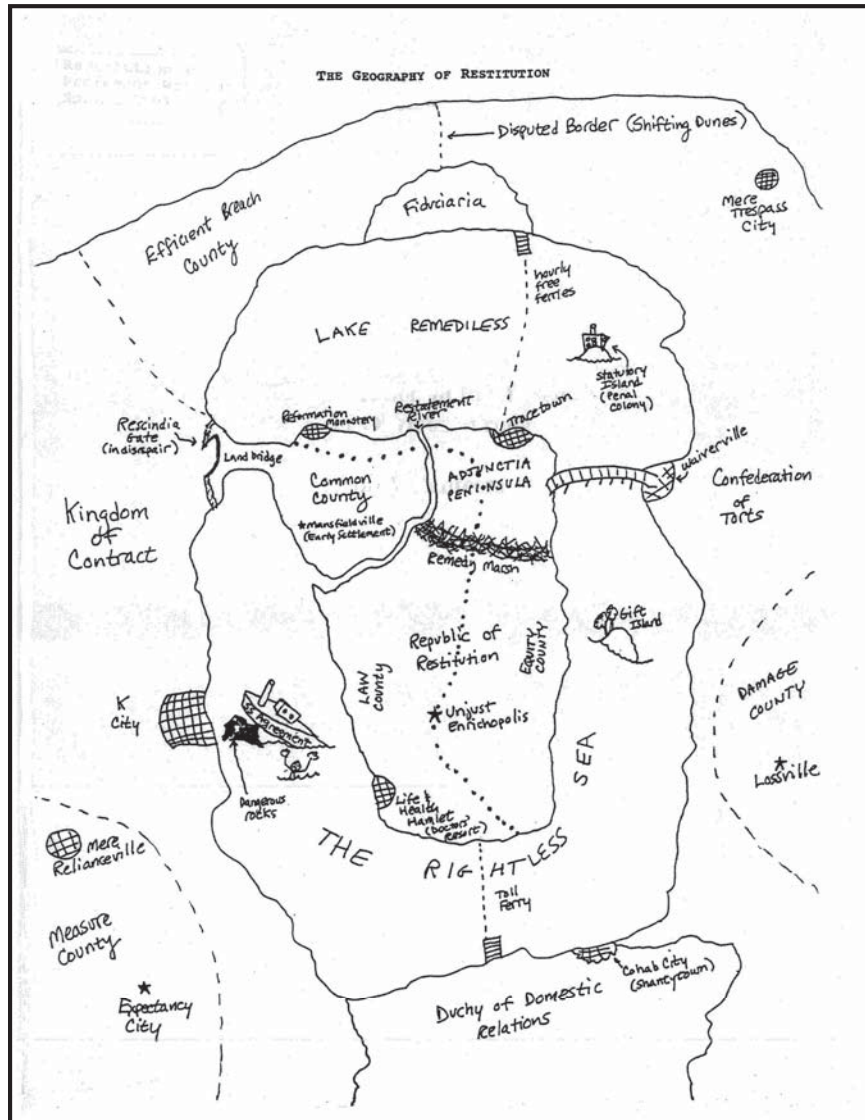 THE GEOGRAPHY OF RESTITUTION
Disputed Border (Shifting Dunes)
Mere
Trespass
City
Fiduciaria
Efficient Breach
County
hourly
free
ferries
LAKE REMEDILESS
Statutory
Island
(Penal
Colony)
Rescindia
Gate
(in disrepair)
Land bridge
Reformation
Monastery
Restatement
River
Tracetown
Waiverville
Common
County
*Mansfieldville
(Early Settlement)
ADJUNCTIA
PENINSULA
Confederation
of
Torts
Kingdom
of
Contract
Remedy Marsh
Gift
Island
Republic of
Restitution
LAW
County
EQUITY
COUNTY
DAMAGE
COUNTY
K
City
SS Agreement
Unjust
Enrichopolis
Lossville
Dangerous
rocks
Life &
Health
Hamlet
(Doctors'
Resort)
THE RIGHTLESS SEA
Mere
Relianceville
Toll
Ferry
Measure
County
Cohab City
(Shantytown)
Expectancy
City
Duchy of Domestic
Relations